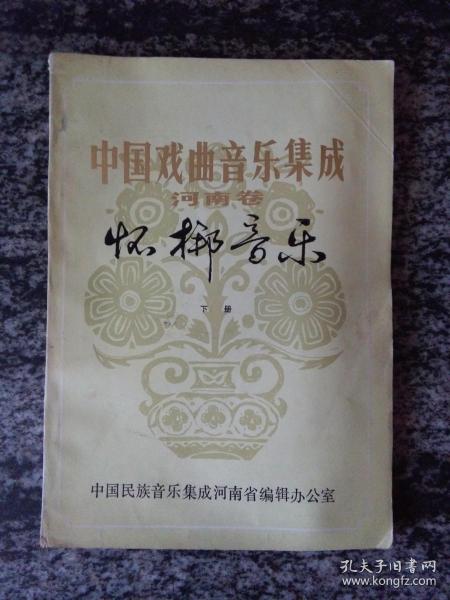 中国戏曲音乐集成
河南卷
怀梆音乐
下册
中国民族音乐集成河南省编辑办公室
孔夫子旧书网
www.kongfz.com